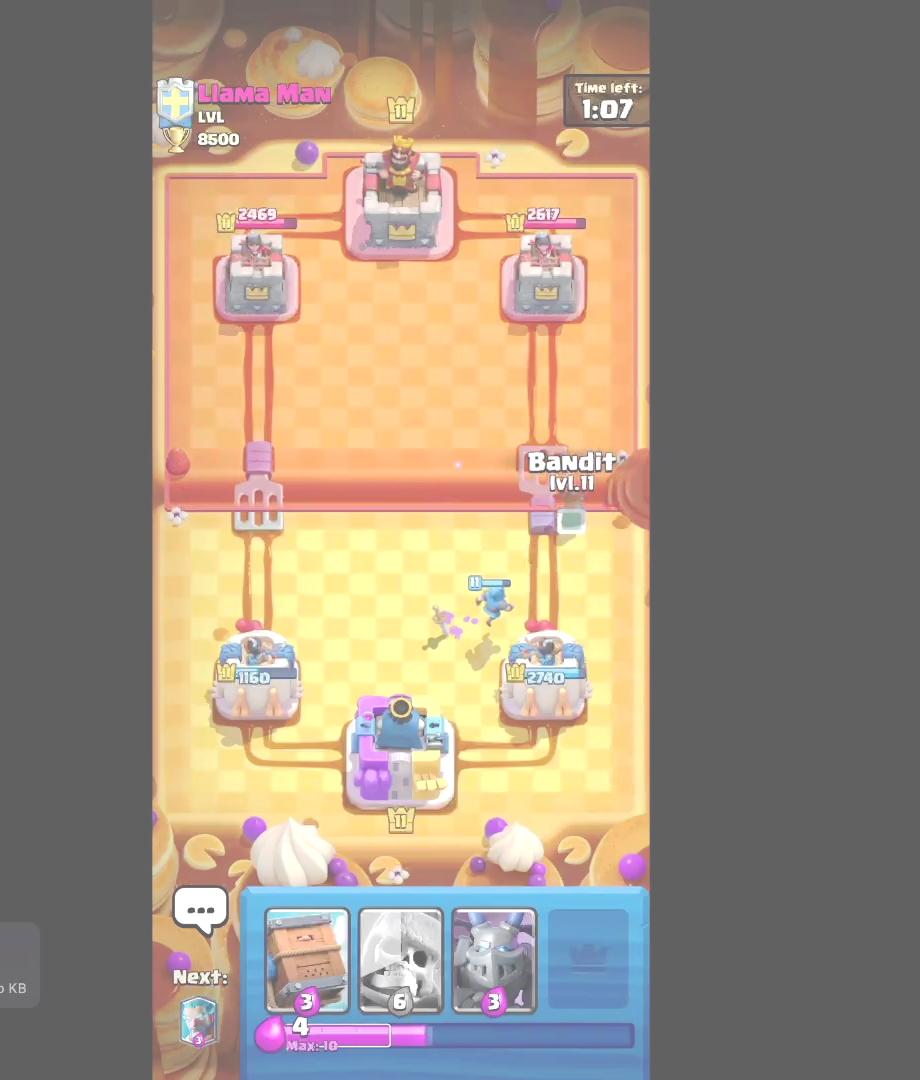 Llama Man
LVL
8500
11
Time left:
1:07
2469
2617
Bandit
lvl.11
11
1160
2740
11
...
3
6
3
Next:
3
4
Max: 10
KB